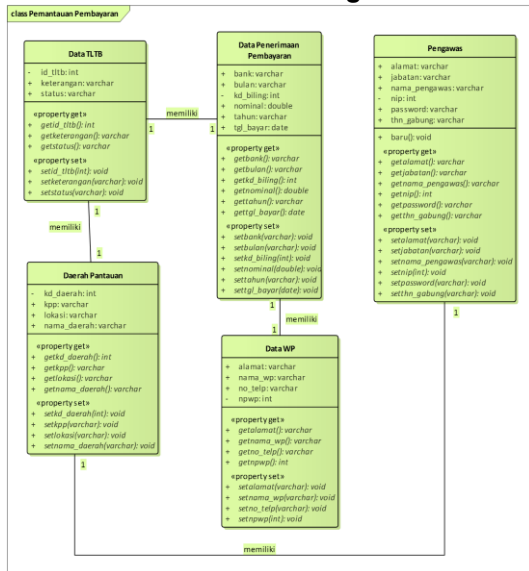 class Pemantauan Pembayaran
Data TLTB
- id_tltb: int
+ keterangan: varchar
+ status: varchar
«property get»
+ getid_tltb(): int
+ getketerangan(): varchar
+ getstatus(): varchar
«property set»
+ setid_tltb(int): void
+ setketerangan(varchar): void
+ setstatus(varchar): void
memiliki
1
1
Data Penerimaan
Pembayaran
+ bank: varchar
+ bulan: varchar
- kd_biling: int
+ nominal: double
+ tahun: varchar
+ tgl_bayar: date
«property get»
+ getbank(): varchar
+ getbulan(): varchar
+ getkd_biling(): int
+ getnominal(): double
+ gettahun(): varchar
+ gettgl_bayar(): date
«property set»
+ setbank(varchar): void
+ setbulan(varchar): void
+ setkd_biling(int): void
+ setnominal(double): void
+ settahun(varchar): void
+ settgl_bayar(date): void
Pengawas
+ alamat: varchar
+ jabatan: varchar
+ nama_pengawas: varchar
- nip: int
+ password: varchar
+ thn_gabung: varchar
+ baru(): void
«property get»
+ getalamat(): varchar
+ getjabatan(): varchar
+ getnama_pengawas(): varchar
+ getnip(): int
+ getpassword(): varchar
+ getthn_gabung(): varchar
«property set»
+ setalamat(varchar): void
+ setjabatan(varchar): void
+ setnama_pengawas(varchar): void
+ setnip(int): void
+ setpassword(varchar): void
+ setthn_gabung(varchar): void
1
memiliki
1
Daerah Pantauan
- kd_daerah: int
+ kpp: varchar
+ lokasi: varchar
+ nama_daerah: varchar
«property get»
+ getkd_daerah(): int
+ getkpp(): varchar
+ getlokasi(): varchar
+ getnama_daerah(): varchar
«property set»
+ setkd_daerah(int): void
+ setkpp(varchar): void
+ setlokasi(varchar): void
+ setnama_daerah(varchar): void
1
memiliki
1
Data WP
+ alamat: varchar
+ nama_wp: varchar
+ no_telp: varchar
- npwp: int
«property get»
+ getalamat(): varchar
+ getnama_wp(): varchar
+ getno_telp(): varchar
+ getnpwp(): int
«property set»
+ setalamat(varchar): void
+ setnama_wp(varchar): void
+ setno_telp(varchar): void
+ setnpwp(int): void
1
1
memiliki